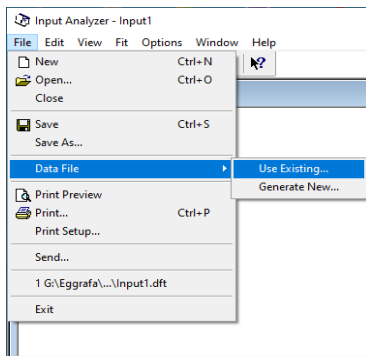 Input Analyzer - Input1
File Edit View Fit Options Window Help
New Ctrl+N
Open... Ctrl+O
Close
Save Ctrl+S
Save As...
Data File
Use Existing...
Generate New...
Print Preview
Print... Ctrl+P
Print Setup...
Send...
1 G:\Eggrafa\...\Input1.dft
Exit